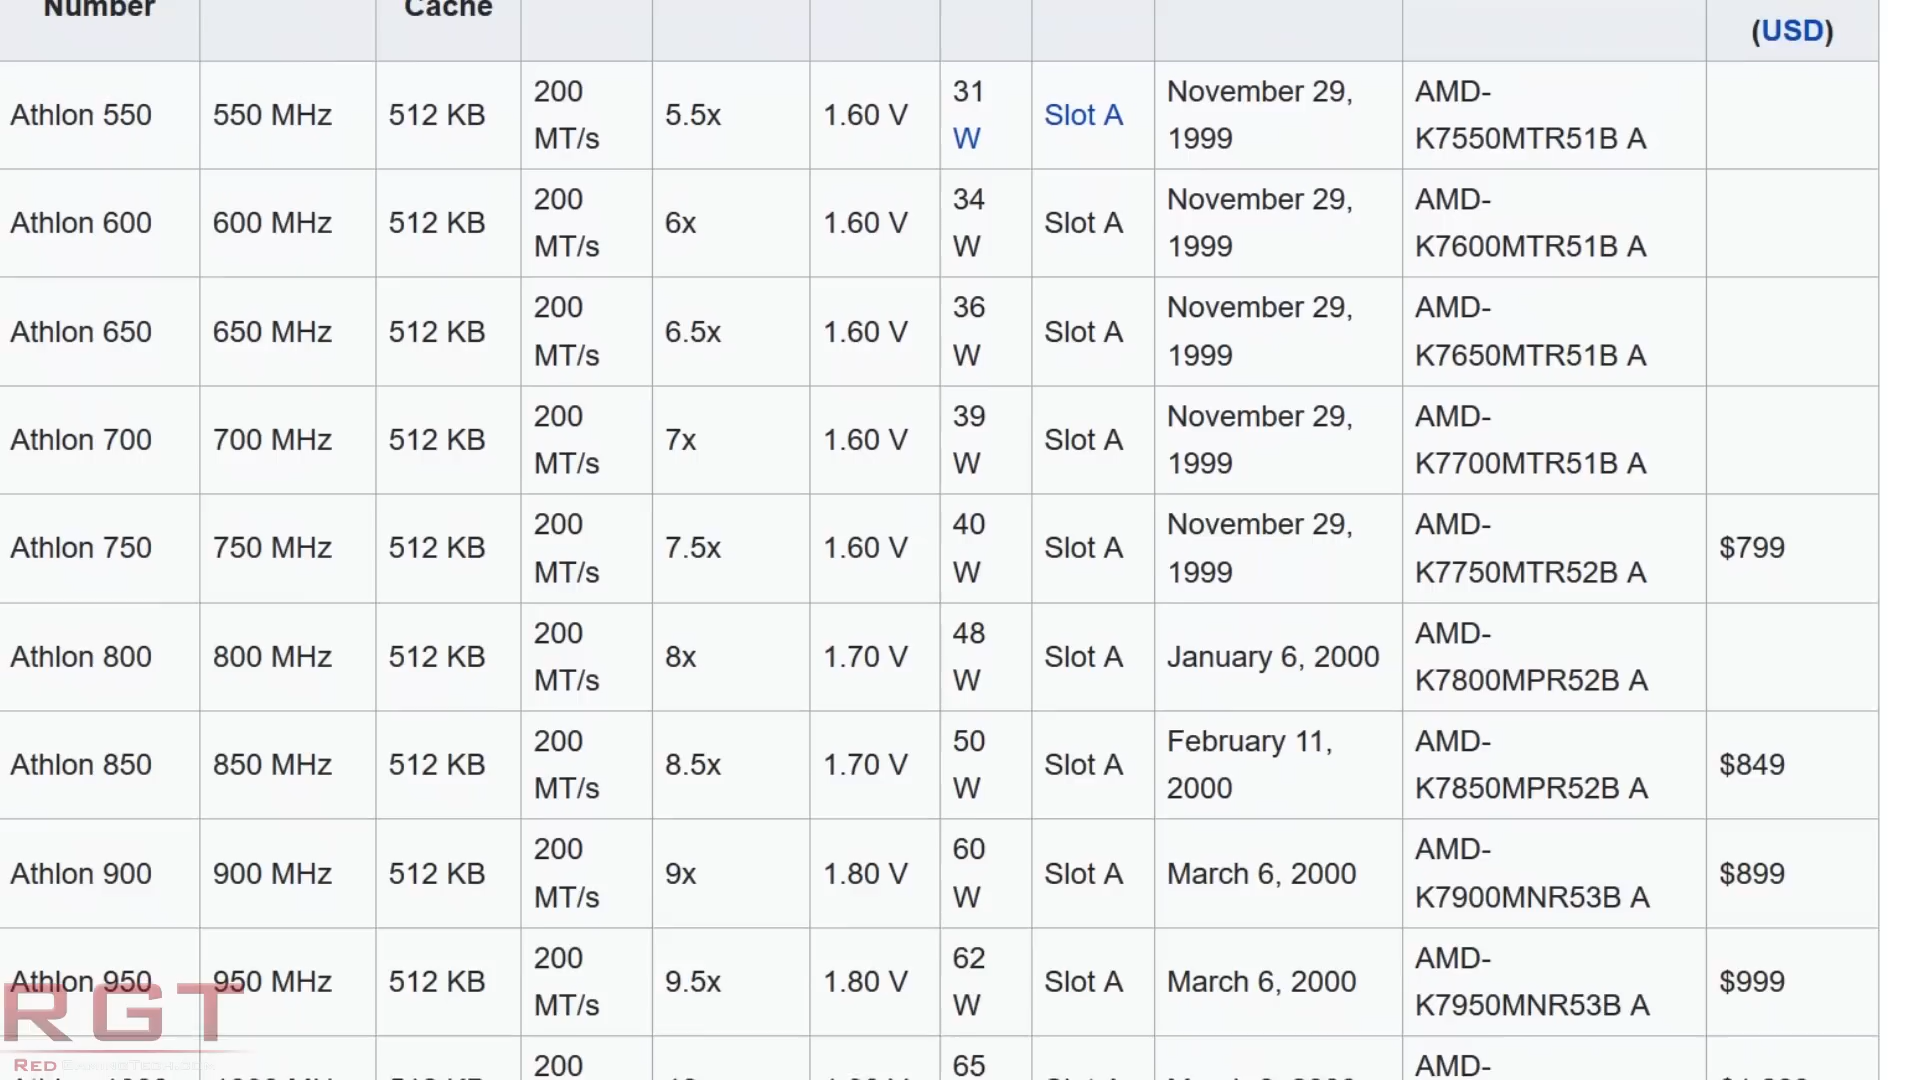 Number Cache (USD)
Athlon 550 550 MHz 512 KB 200 MT/s 5.5x 1.60 V 31 W Slot A November 29, 1999 AMD-K7550MTR51B A
Athlon 600 600 MHz 512 KB 200 MT/s 6x 1.60 V 34 W Slot A November 29, 1999 AMD-K7600MTR51B A
Athlon 650 650 MHz 512 KB 200 MT/s 6.5x 1.60 V 36 W Slot A November 29, 1999 AMD-K7650MTR51B A
Athlon 700 700 MHz 512 KB 200 MT/s 7x 1.60 V 39 W Slot A November 29, 1999 AMD-K7700MTR51B A
Athlon 750 750 MHz 512 KB 200 MT/s 7.5x 1.60 V 40 W Slot A November 29, 1999 AMD-K7750MTR52B A $799
Athlon 800 800 MHz 512 KB 200 MT/s 8x 1.70 V 48 W Slot A January 6, 2000 AMD-K7800MPR52B A
Athlon 850 850 MHz 512 KB 200 MT/s 8.5x 1.70 V 50 W Slot A February 11, 2000 AMD-K7850MPR52B A $849
Athlon 900 900 MHz 512 KB 200 MT/s 9x 1.80 V 60 W Slot A March 6, 2000 AMD-K7900MNR53B A $899
Athlon 950 950 MHz 512 KB 200 MT/s 9.5x 1.80 V 62 W Slot A March 6, 2000 AMD-K7950MNR53B A $999
200 65 AMD-
RGT
RED